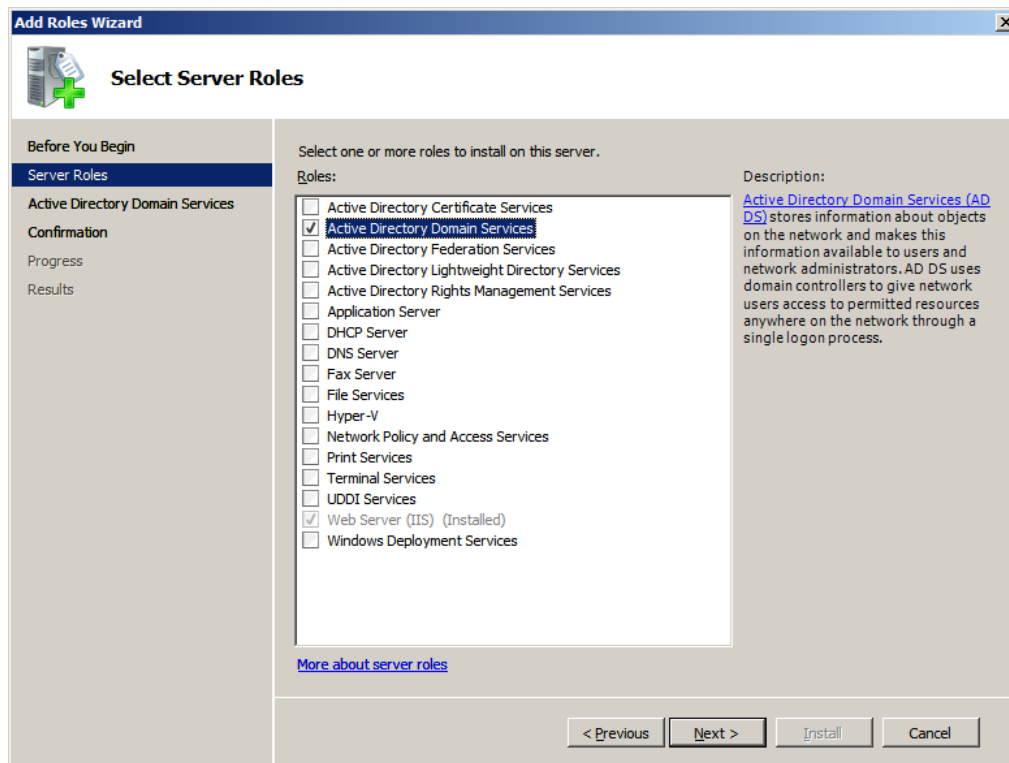 Add Roles Wizard
Select Server Roles
Before You Begin
Server Roles
Active Directory Domain Services
Confirmation
Progress
Results
Select one or more roles to install on this server.
Roles:
Active Directory Certificate Services
Active Directory Domain Services
Active Directory Federation Services
Active Directory Lightweight Directory Services
Active Directory Rights Management Services
Application Server
DHCP Server
DNS Server
Fax Server
File Services
Hyper-V
Network Policy and Access Services
Print Services
Terminal Services
UDDI Services
Web Server (IIS) (Installed)
Windows Deployment Services
More about server roles
Description:
Active Directory Domain Services (AD
DS) stores information about objects
on the network and makes this
information available to users and
network administrators. AD DS uses
domain controllers to give network
users access to permitted resources
anywhere on the network through a
single logon process.
< Previous
Next >
Install
Cancel